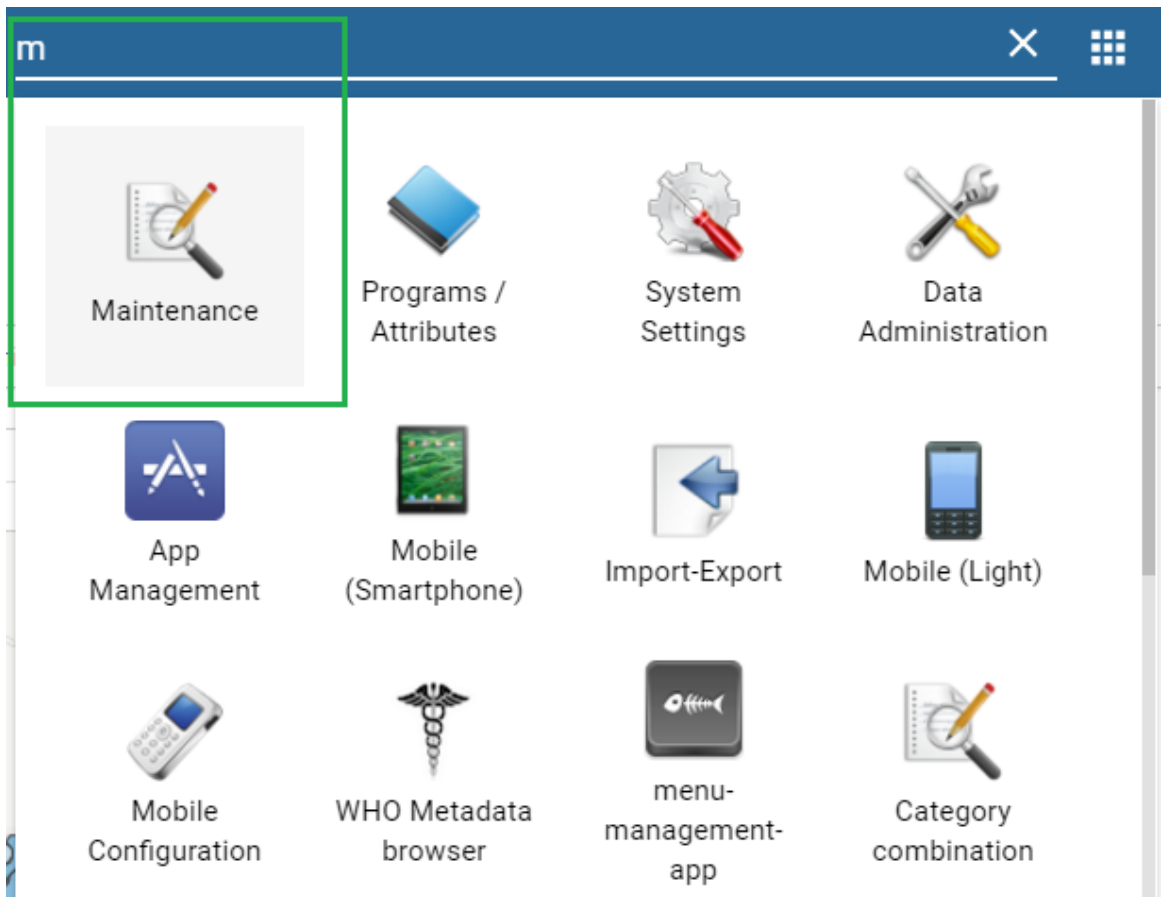 m
Maintenance
Programs /
Attributes
System
Settings
Data
Administration
App
Management
Mobile
(Smartphone)
Import-Export
Mobile (Light)
Mobile
Configuration
WHO Metadata
browser
menu-
management-
app
Category
combination